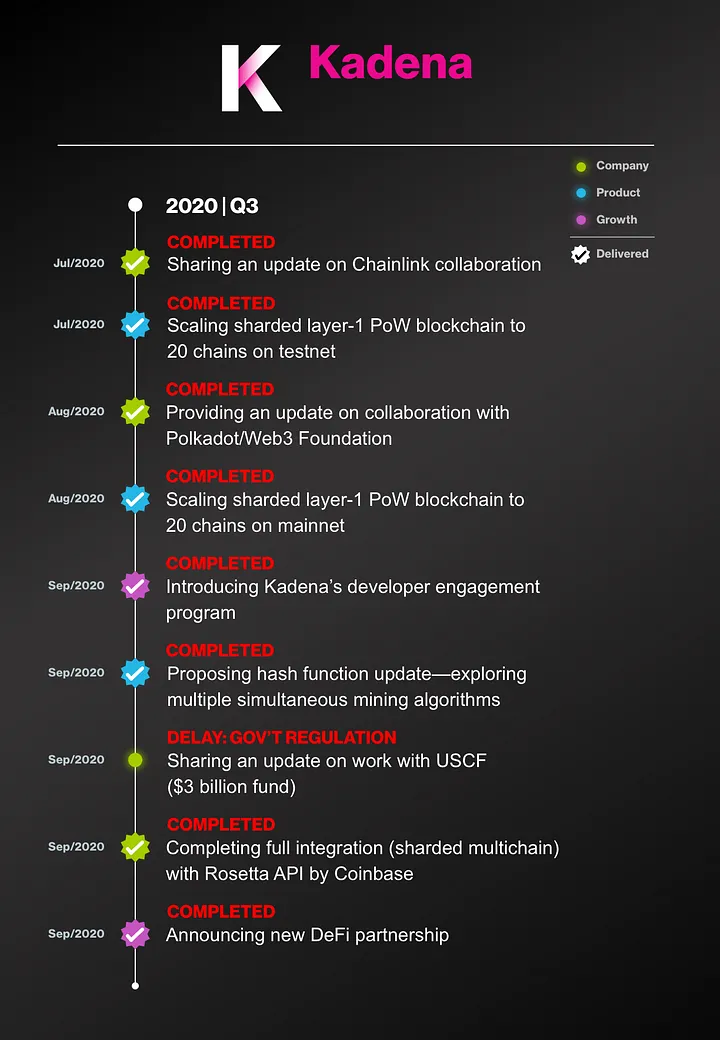 Kadena
Company
Product
Growth
Delivered
2020 | Q3
COMPLETED
Jul/2020
Sharing an update on Chainlink collaboration
COMPLETED
Jul/2020
Scaling sharded layer-1 PoW blockchain to
20 chains on testnet
COMPLETED
Aug/2020
Providing an update on collaboration with
Polkadot/Web3 Foundation
COMPLETED
Aug/2020
Scaling sharded layer-1 PoW blockchain to
20 chains on mainnet
COMPLETED
Sep/2020
Introducing Kadena’s developer engagement
program
COMPLETED
Sep/2020
Proposing hash function update—exploring
multiple simultaneous mining algorithms
DELAY: GOV’T REGULATION
Sep/2020
Sharing an update on work with USCF
($3 billion fund)
COMPLETED
Sep/2020
Completing full integration (sharded multichain)
with Rosetta API by Coinbase
COMPLETED
Sep/2020
Announcing new DeFi partnership